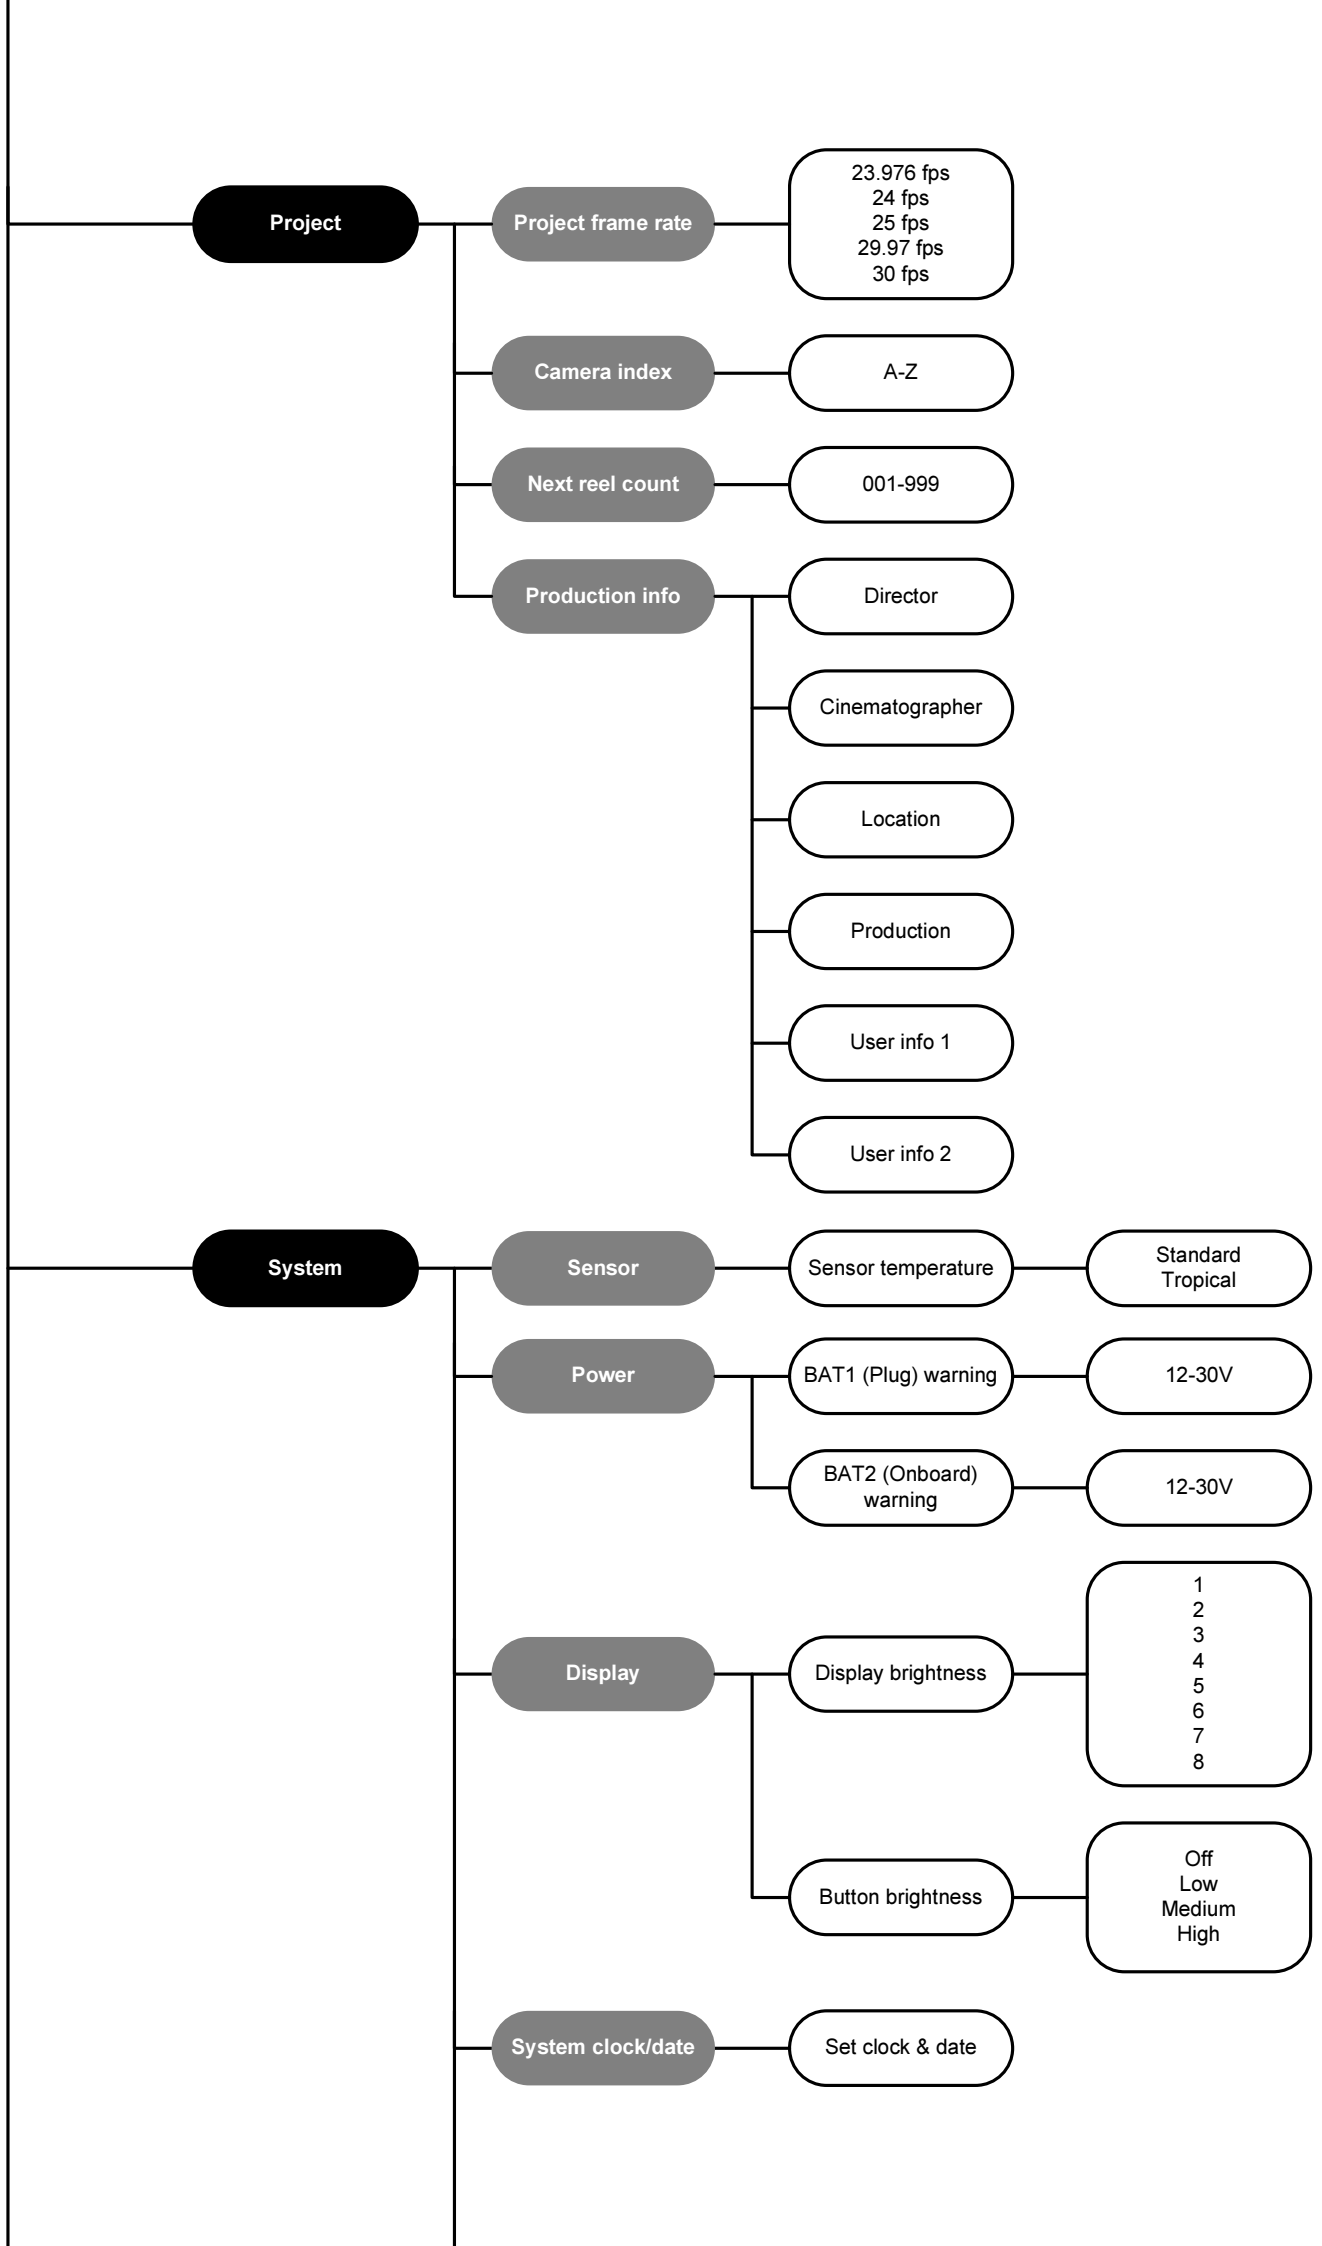 Project
Project frame rate
23.976 fps
24 fps
25 fps
29.97 fps
30 fps
Camera index
A-Z
Next reel count
001-999
Production info
Director
Cinematographer
Location
Production
User info 1
User info 2
System
Sensor
Sensor temperature
Standard
Tropical
Power
BAT1 (Plug) warning
12-30V
BAT2 (Onboard)
warning
12-30V
Display
Display brightness
1
2
3
4
5
6
7
8
Button brightness
Off
Low
Medium
High
System clock/date
Set clock & date